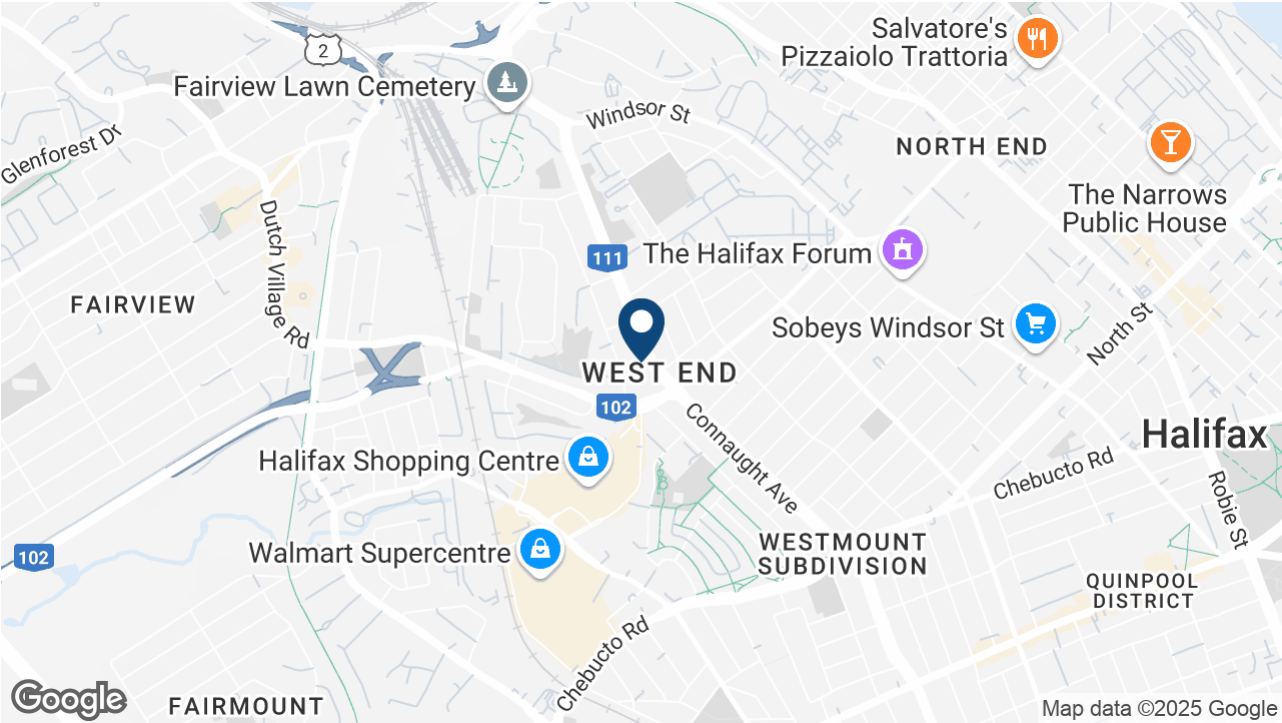 Salvatore's
Pizzaiolo Trattoria
2
Fairview Lawn Cemetery
Windsor St
Glenforest Dr
NORTH END
The Narrows
Public House
Dutch Village Rd
111
The Halifax Forum
FAIRVIEW
Sobeys Windsor St
North St
WEST END
102
Connaught Ave
Halifax
Halifax Shopping Centre
Chebucto Rd
Robie St
102
Walmart Supercentre
WESTMOUNT
SUBDIVISION
QUINPOOL
DISTRICT
Chebucto Rd
Google
FAIRMOUNT
Map data ©2025 Google